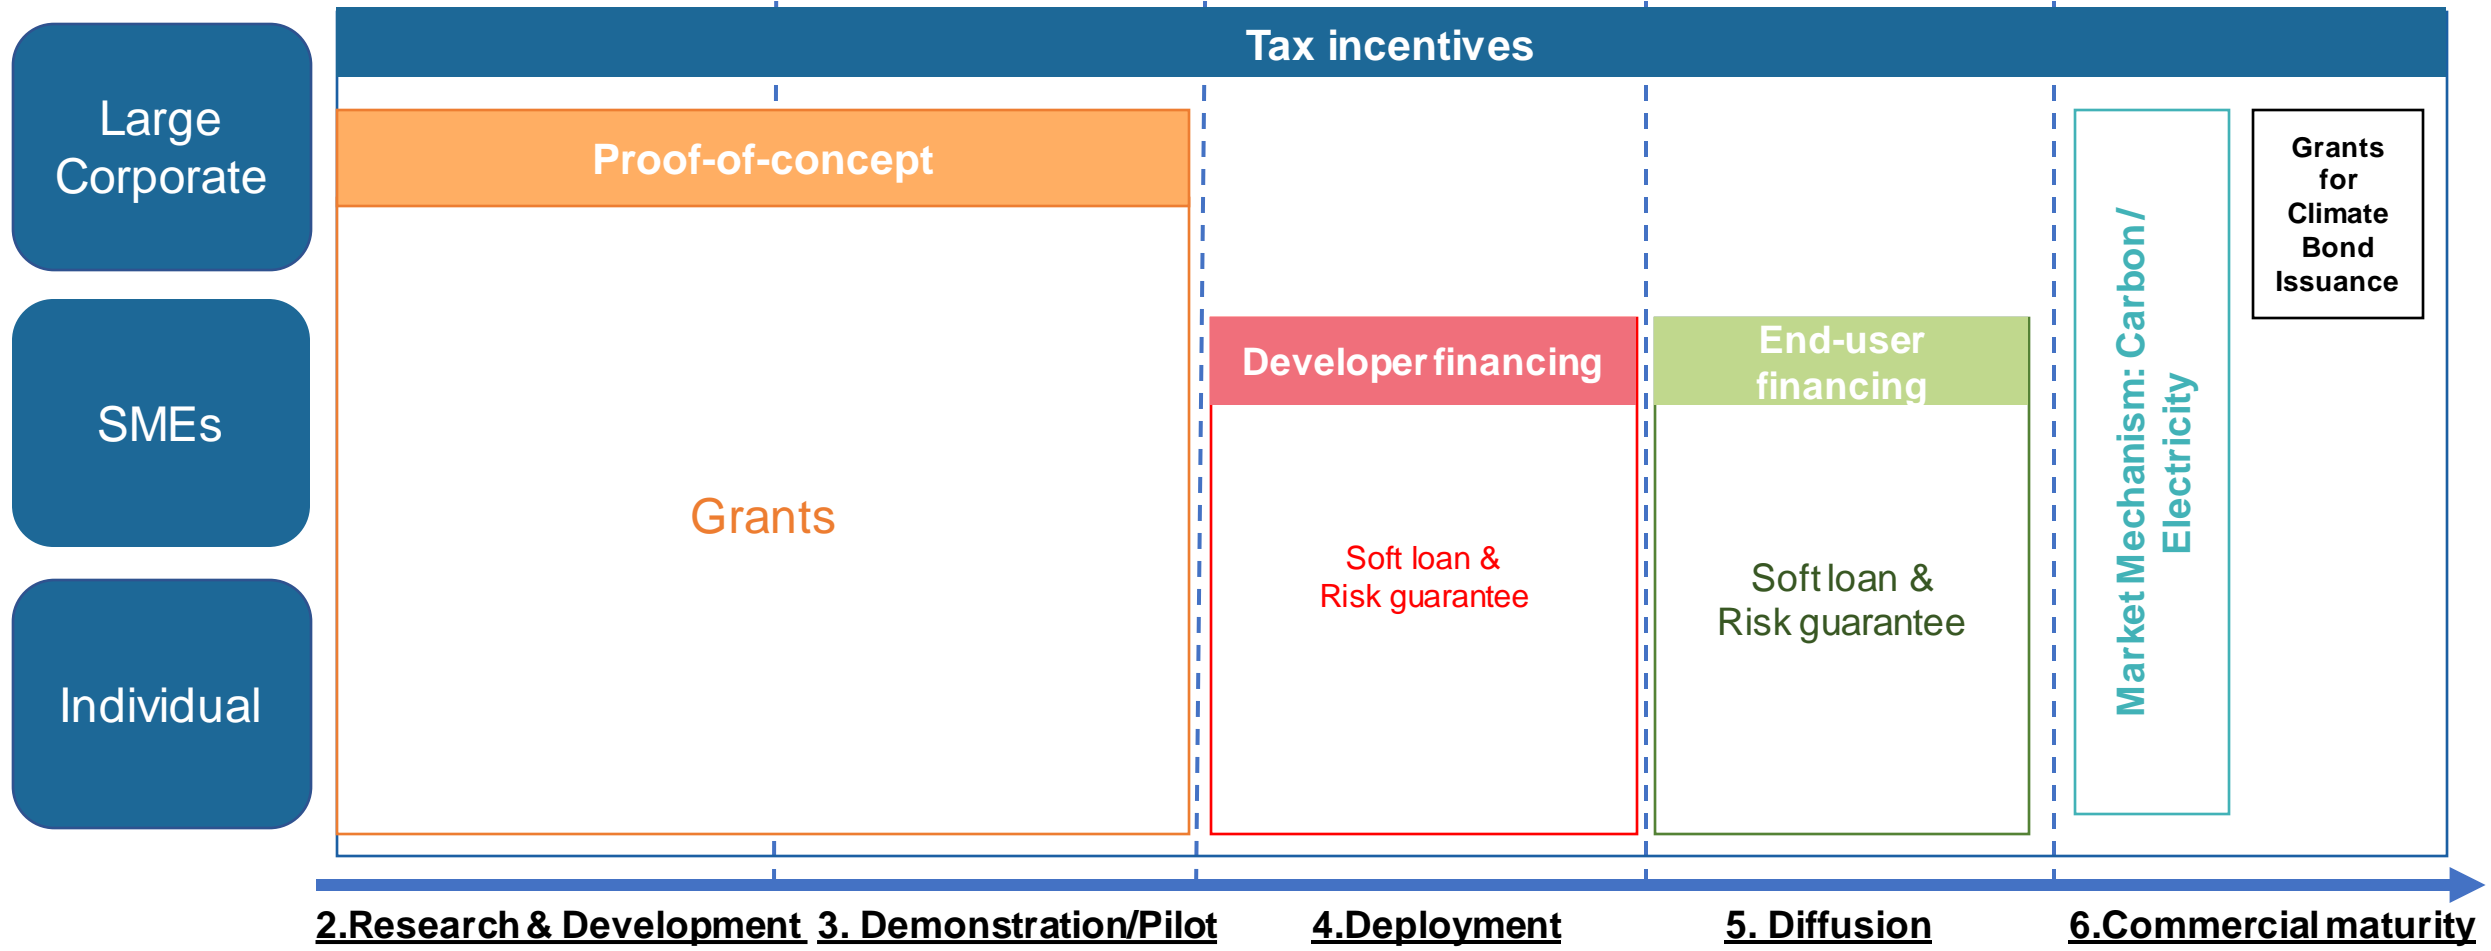 Tax incentives
Large
Corporate
SMEs
Individual
Proof-of-concept
Grants
Developer financing
Soft loan &
Risk guarantee
End-user
financing
Soft loan &
Risk guarantee
Market Mechanism: Carbon/
Electricity
Grants
for
Climate
Bond
Issuance
2.Research & Development
3. Demonstration/Pilot
4.Deployment
5. Diffusion
6.Commercial maturity